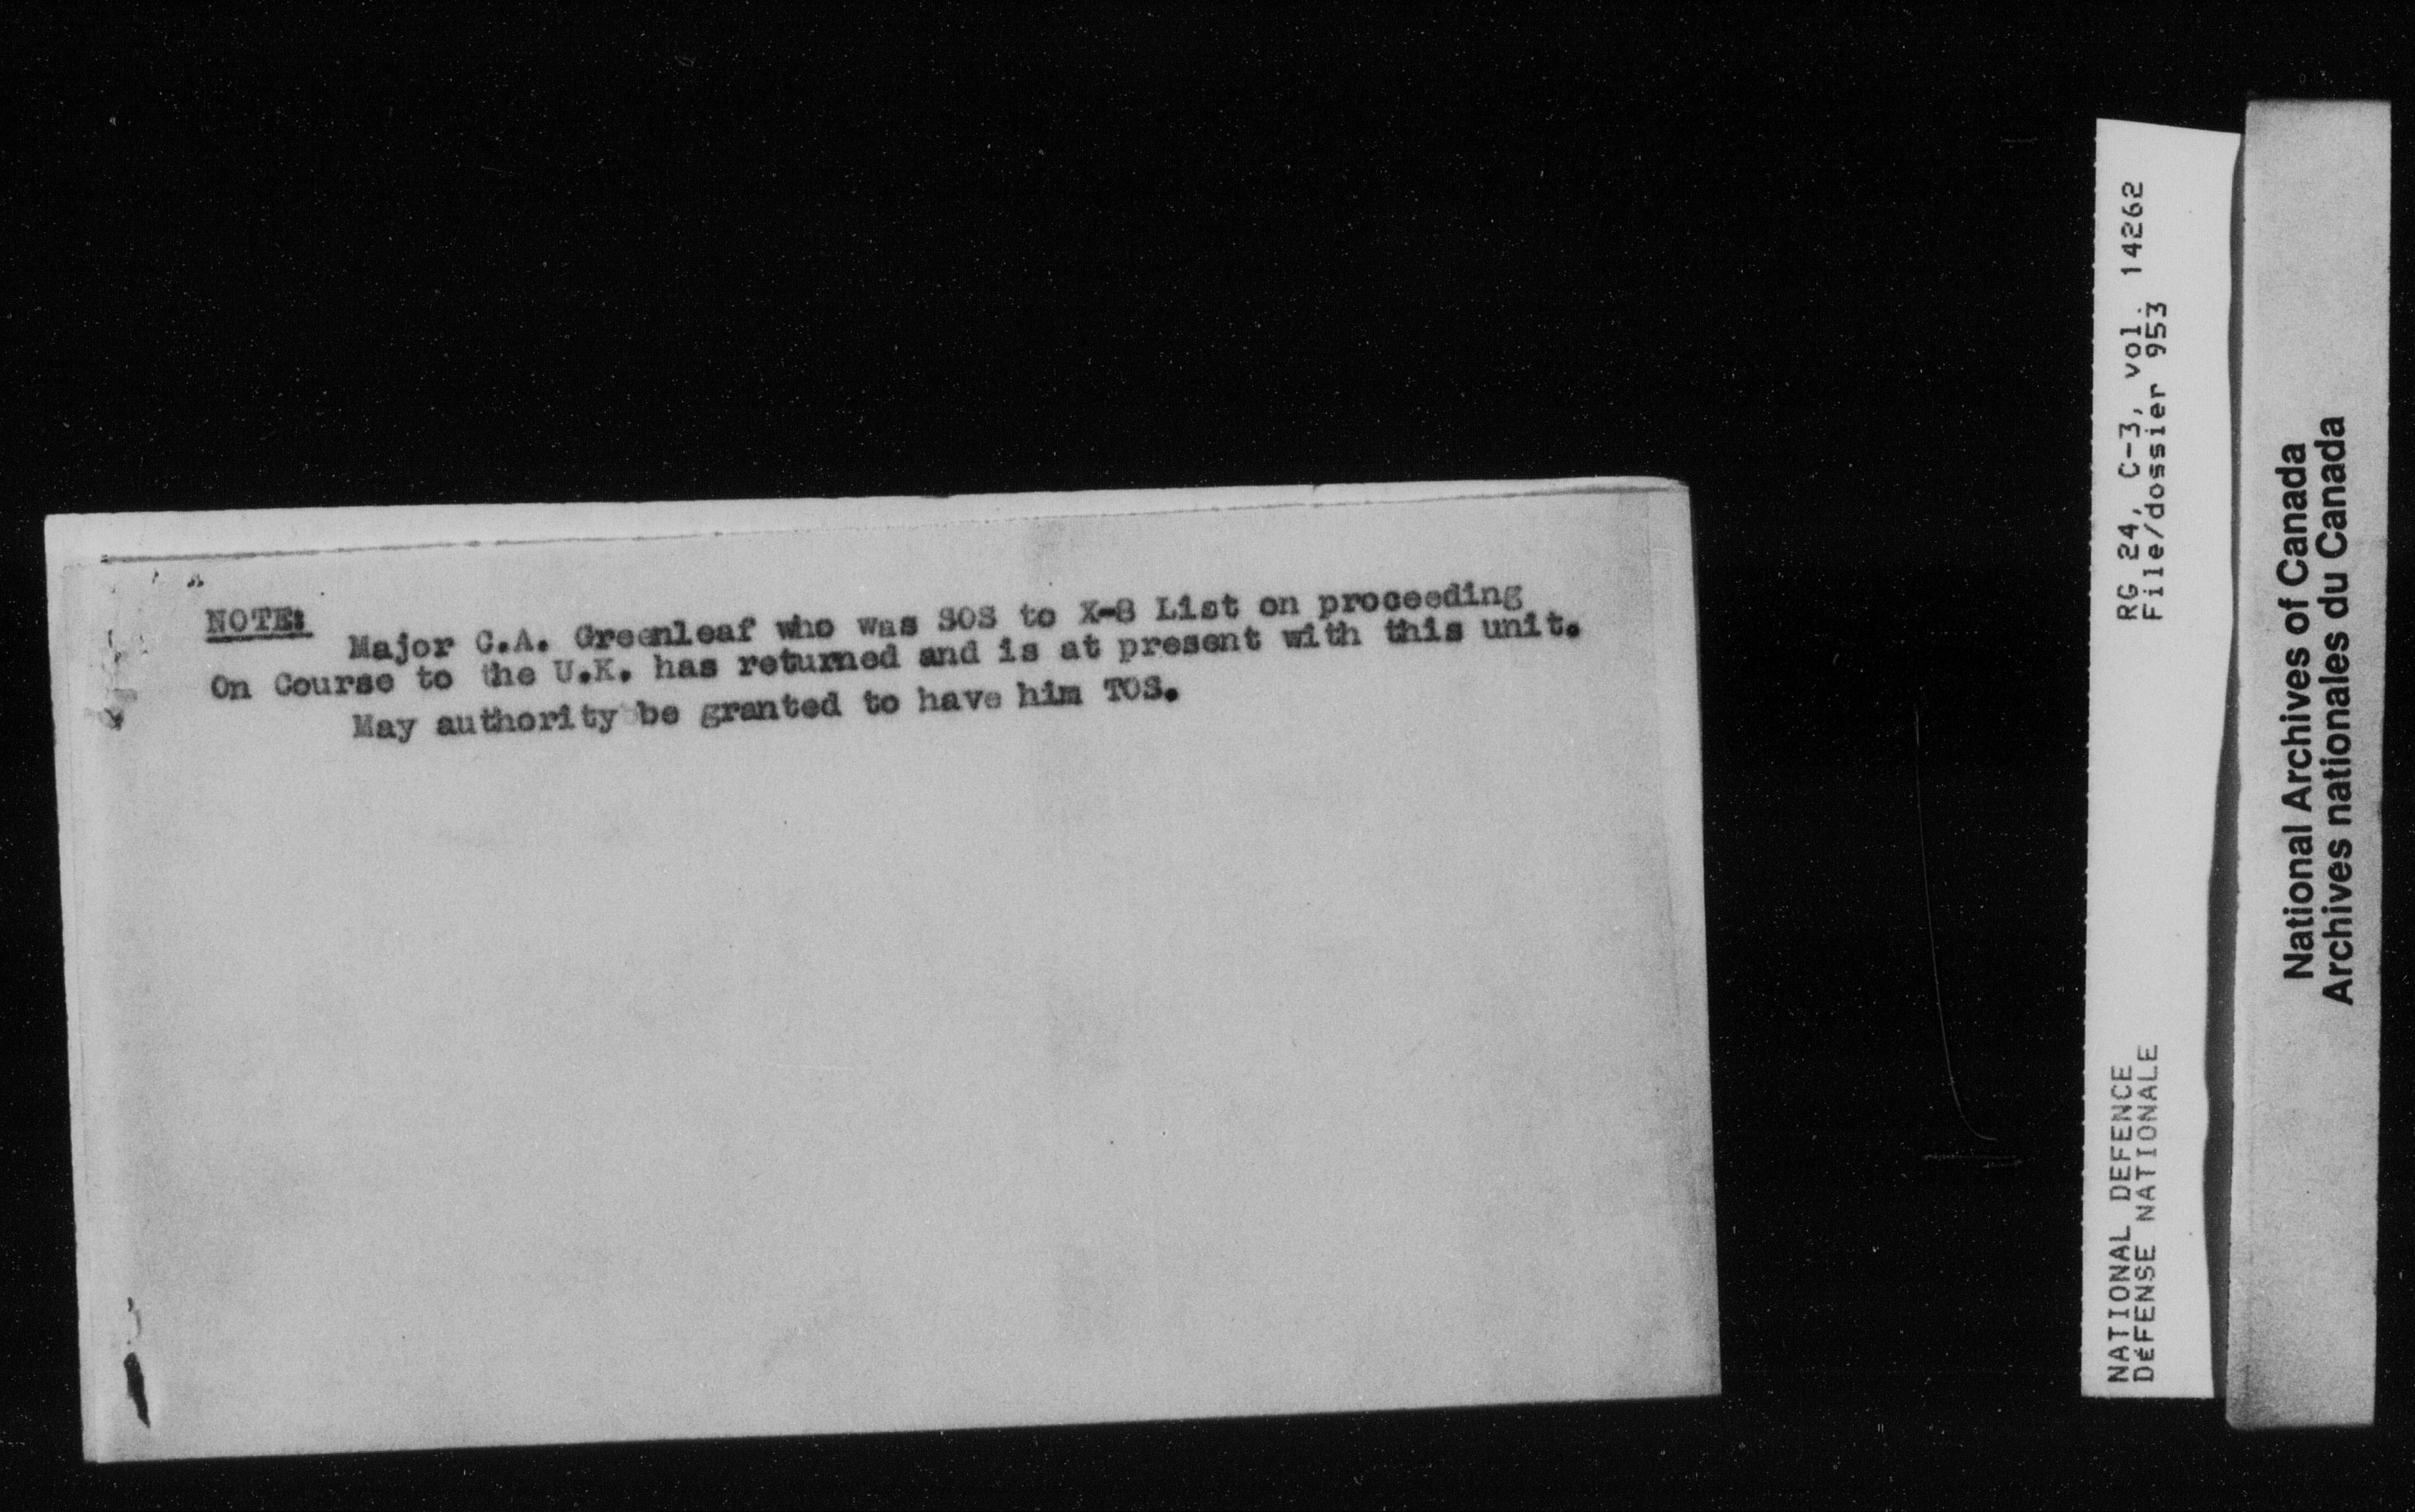 NOTE:
Major C.A. Greenleaf who was SOS to X-8 List on proceeding
On Course to the U.K. has returned and is at present with this unit.
May authority be granted to have him TOS.
NATIONAL DEFENCE
DÉFENSE NATIONALE
RG 24, C-3, vol. 14262
File/dossier 953
National Archives of Canada
Archives nationales du Canada